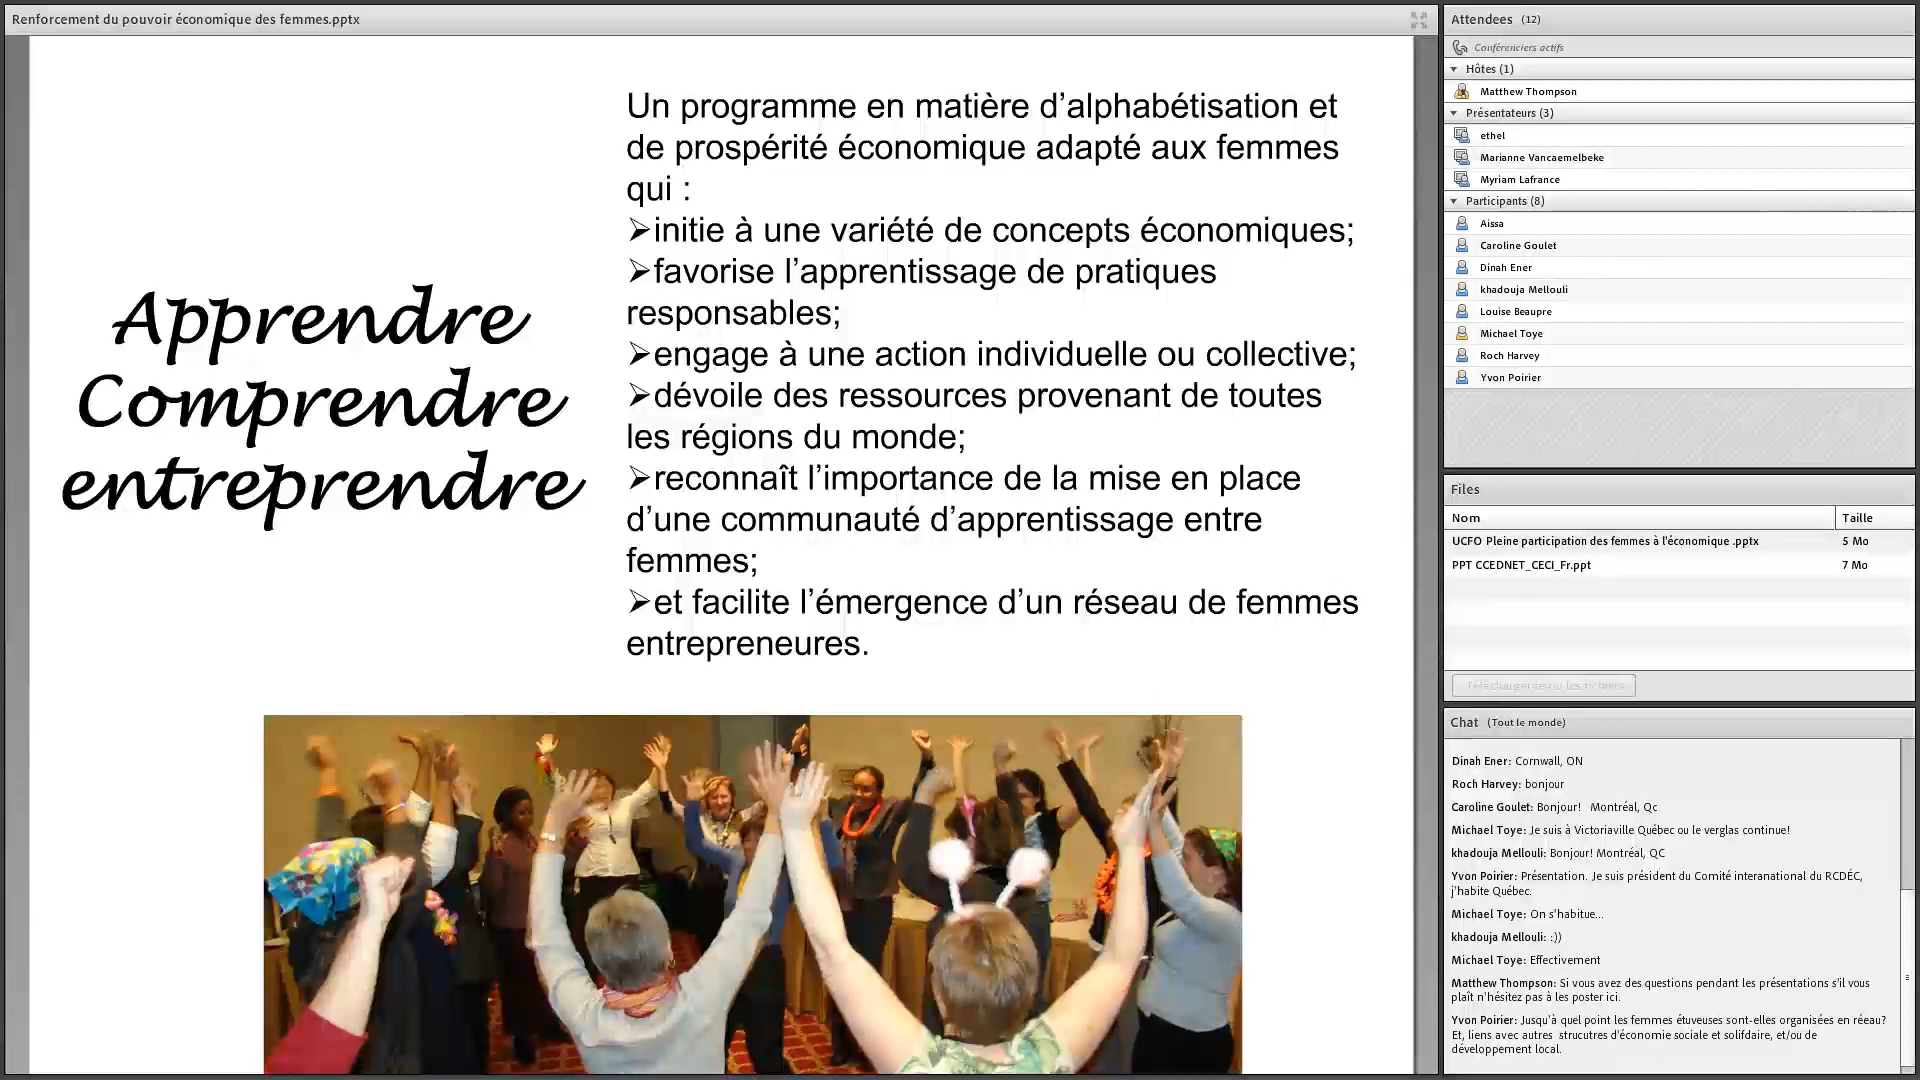 Renforcement du pouvoir économique des femmes.pptx
Apprendre
Comprendre
entreprendre
Un programme en matière d’alphabétisation et
de prospérité économique adapté aux femmes
qui :
➢initie à une variété de concepts économiques;
➢favorise l’apprentissage de pratiques
responsables;
➢engage à une action individuelle ou collective;
➢dévoile des ressources provenant de toutes
les régions du monde;
➢reconnaît l’importance de la mise en place
d’une communauté d’apprentissage entre
femmes;
➢et facilite l’émergence d’un réseau de femmes
entrepreneures.
Attendees (12)
Conférenciers actifs
Hôtes (1)
Matthew Thompson
Présentateurs (3)
ethel
Marianne Vancaemelbeke
Myriam Lafrance
Participants (8)
Aissa
Caroline Goulet
Dinah Ener
khadouja Mellouli
Louise Beaupre
Michael Toye
Roch Harvey
Yvon Poirier
Files
Nom Taille
UCFO Pleine participation des femmes à l'économique .pptx 5 Mo
PPT CCEDNET_CECI_Fr.ppt 7 Mo
Chat (Tout le monde)
Dinah Ener: Cornwall, ON
Roch Harvey: bonjour
Caroline Goulet: Bonjour! Montréal, Qc
Michael Toye: Je suis à Victoriaville Québec ou le verglas continue!
khadouja Mellouli: Bonjour! Montréal, QC
Yvon Poirier: Présentation. Je suis président du Comité interanational du RCDÉC,
j'habite Québec.
Michael Toye: On s'habitue...
khadouja Mellouli: :))
Michael Toye: Effectivement
Matthew Thompson: Si vous avez des questions pendant les présentations s'il vous
plaît n'hésitez pas à les poster ici.
Yvon Poirier: Jusqu'à quel point les femmes étuveuses sont-elles organisées en réeau?
Et, liens avec autres strucutres d'économie sociale et solifdaire, et/ou de
développement local.